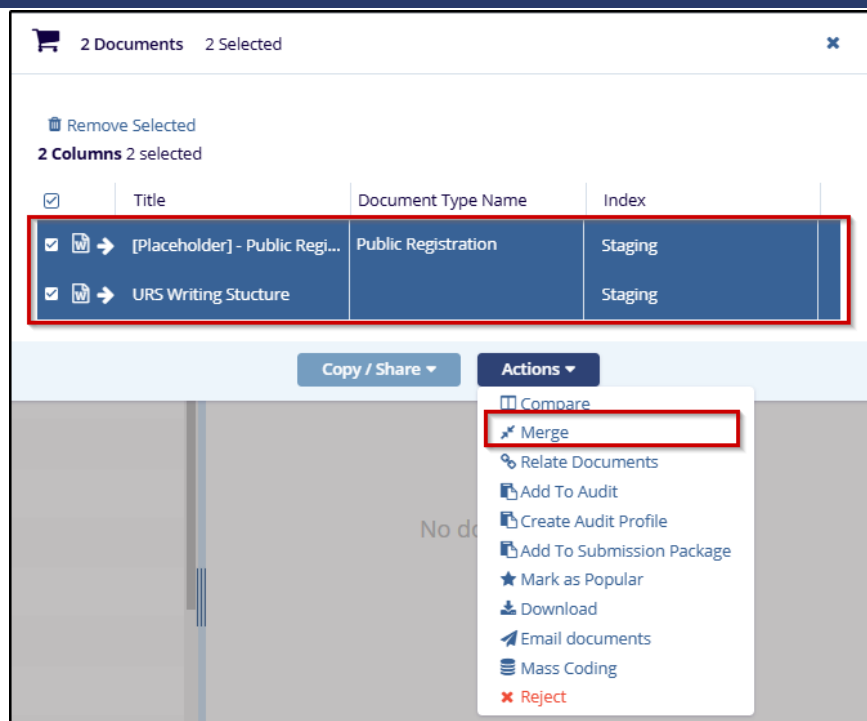 2 Documents 2 Selected
Remove Selected
2 Columns 2 selected
Title Document Type Name Index
[Placeholder] - Public Regi... Public Registration Staging
URS Writing Stucture Staging
Copy / Share Actions
Compare
Merge
Relate Documents
Add To Audit
Create Audit Profile
No
Add To Submission Package
Mark as Popular
Download
Email documents
Mass Coding
Reject